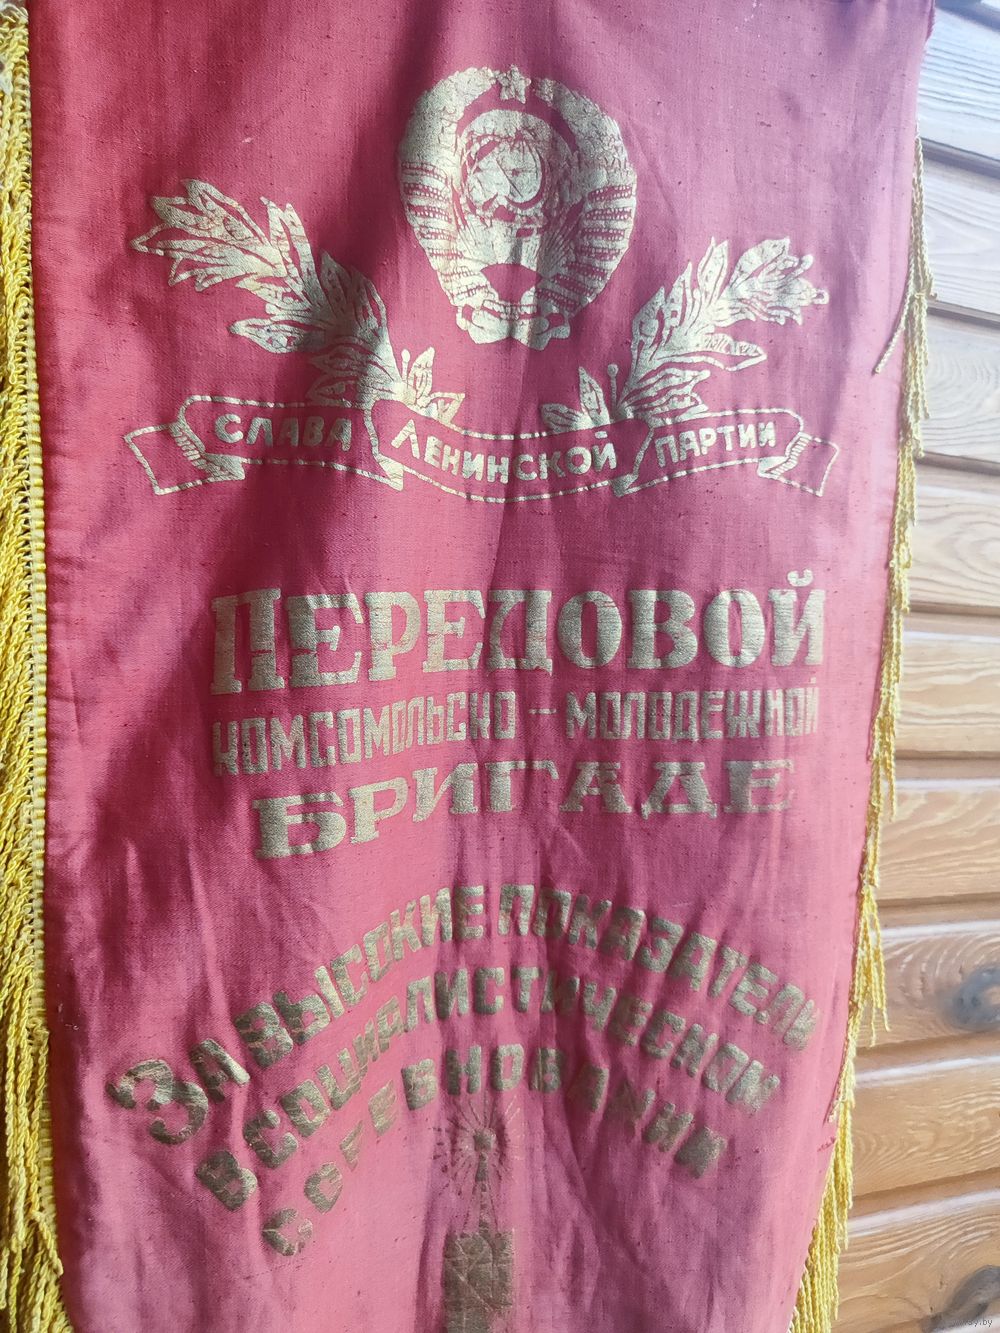 СЛАВА ЛЕНИНСКОЙ ПАРТИИ
ПЕРЕДОВОЙ
КОМСОМОЛЬСКО-МОЛОДЕЖНОЙ
БРИГАДЕ
ЗА ВЫСОКИЕ ПОКАЗАТЕЛИ
В СОЦИАЛИСТИЧЕСКОМ
СОРЕВНОВАНИИ